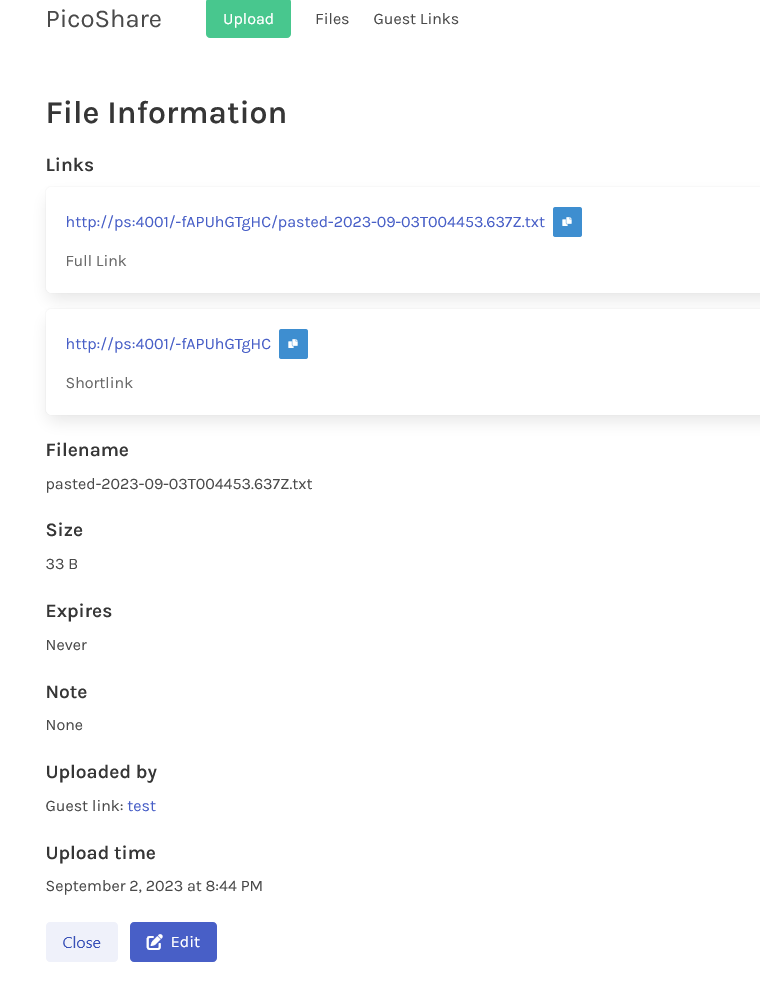 PicoShare Upload Files Guest Links
File Information
Links
http://ps:4001/-fAPUhGTgHC/pasted-2023-09-03T004453.637Z.txt
Full Link
http://ps:4001/-fAPUhGTgHC
Shortlink
Filename
pasted-2023-09-03T004453.637Z.txt
Size
33 B
Expires
Never
Note
None
Uploaded by
Guest link: test
Upload time
September 2, 2023 at 8:44 PM
Close Edit